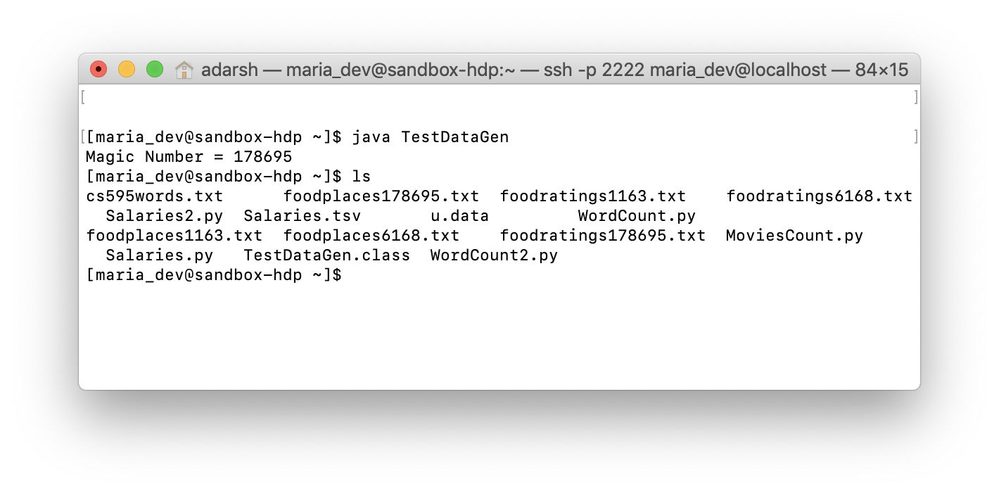 adarsh — maria_dev@sandbox-hdp:~ — ssh -p 2222 maria_dev@localhost — 84×15
[ ]
[[maria_dev@sandbox-hdp ~]$ java TestDataGen ]
Magic Number = 178695
[maria_dev@sandbox-hdp ~]$ ls
cs595words.txt      foodplaces178695.txt  foodratings1163.txt    foodratings6168.txt
  Salaries2.py  Salaries.tsv       u.data         WordCount.py
foodplaces1163.txt  foodplaces6168.txt    foodratings178695.txt  MoviesCount.py
  Salaries.py   TestDataGen.class  WordCount2.py
[maria_dev@sandbox-hdp ~]$